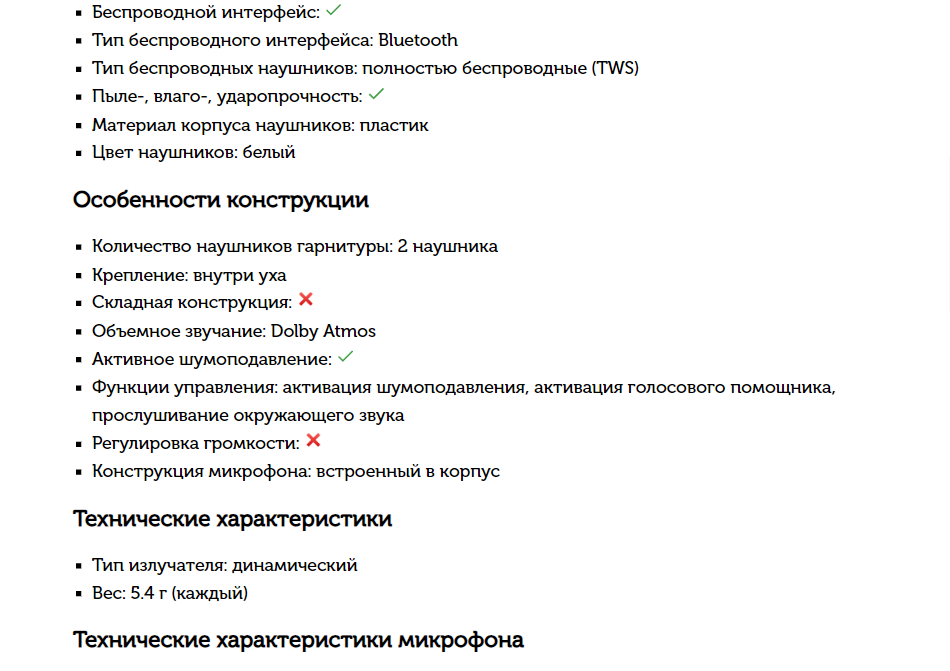 Беспроводной интерфейс: ✓
Тип беспроводного интерфейса: Bluetooth
Тип беспроводных наушников: полностью беспроводные (TWS)
Пыле-, влаго-, ударопрочность: ✓
Материал корпуса наушников: пластик
Цвет наушников: белый
Особенности конструкции
Количество наушников гарнитуры: 2 наушника
Крепление: внутри уха
Складная конструкция: ❌
Объемное звучание: Dolby Atmos
Активное шумоподавление: ✓
Функции управления: активация шумоподавления, активация голосового помощника,
прослушивание окружающего звука
Регулировка громкости: ❌
Конструкция микрофона: встроенный в корпус
Технические характеристики
Тип излучателя: динамический
Вес: 5.4 г (каждый)
Технические характеристики микрофона